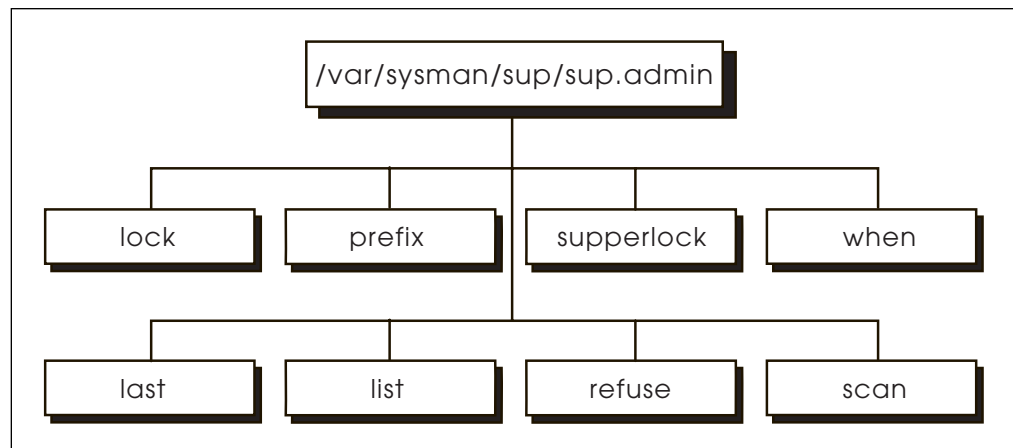 /var/sysman/sup/sup.admin
lock
prefix
supperlock
when
last
list
refuse
scan